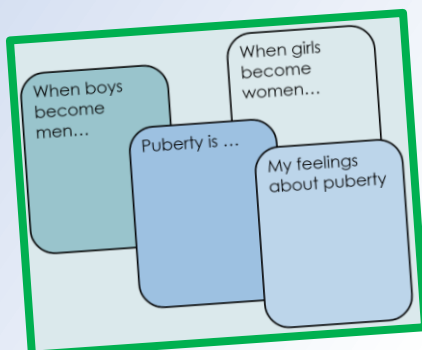 When boys
become
men…
When girls
become
women…
Puberty is …
My feelings
about puberty